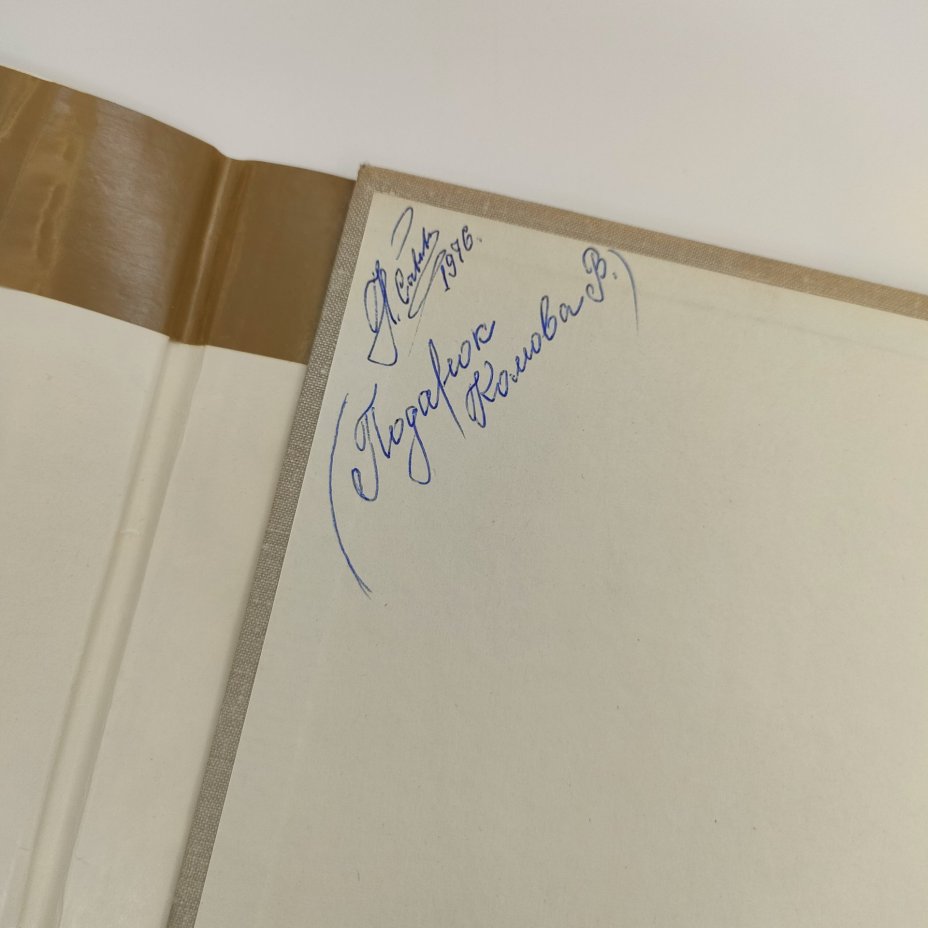 1976.
(Подарок
Комова В.)